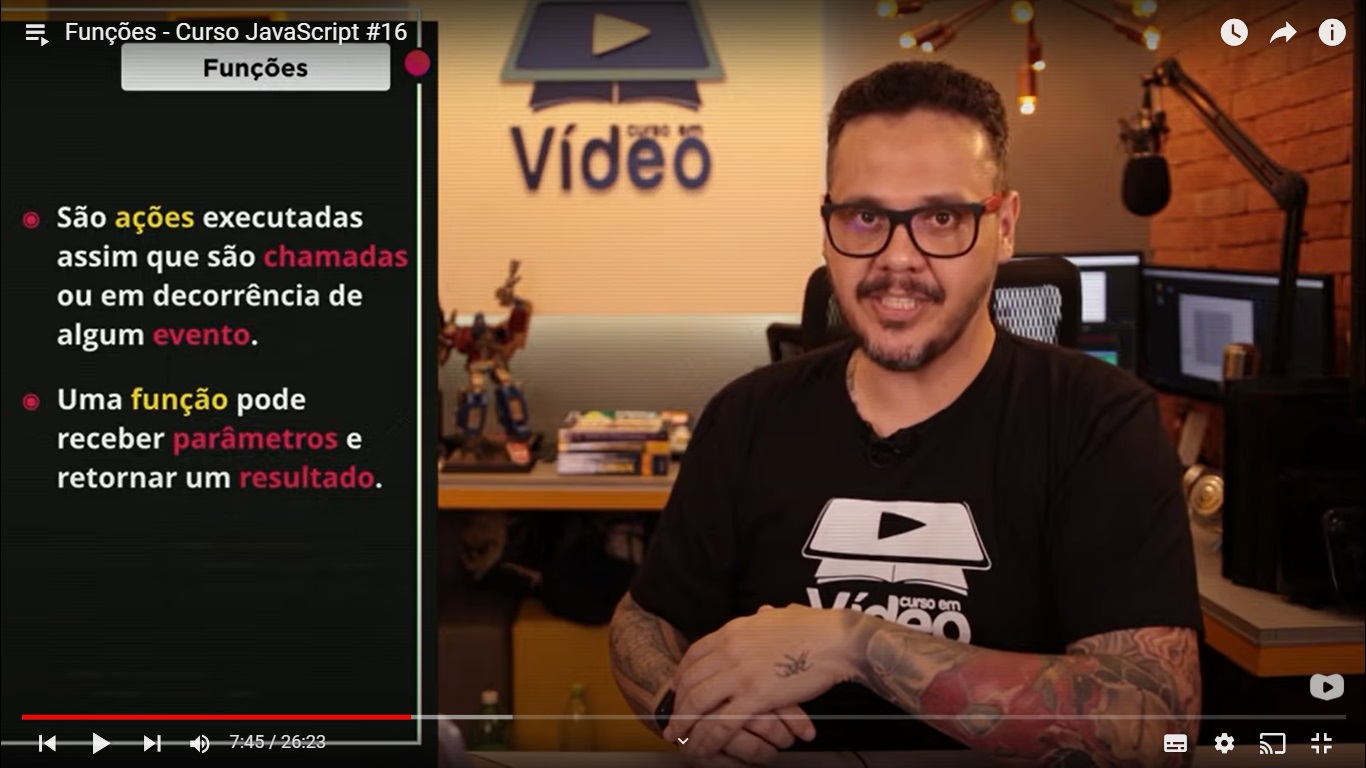 Funções - Curso JavaScript #16
Funções
São ações executadas
assim que são chamadas
ou em decorrência de
algum evento.
Uma função pode
receber parâmetros e
retornar um resultado.
curso em
Vídeo
curso em
Vídeo
7:45 / 26:23